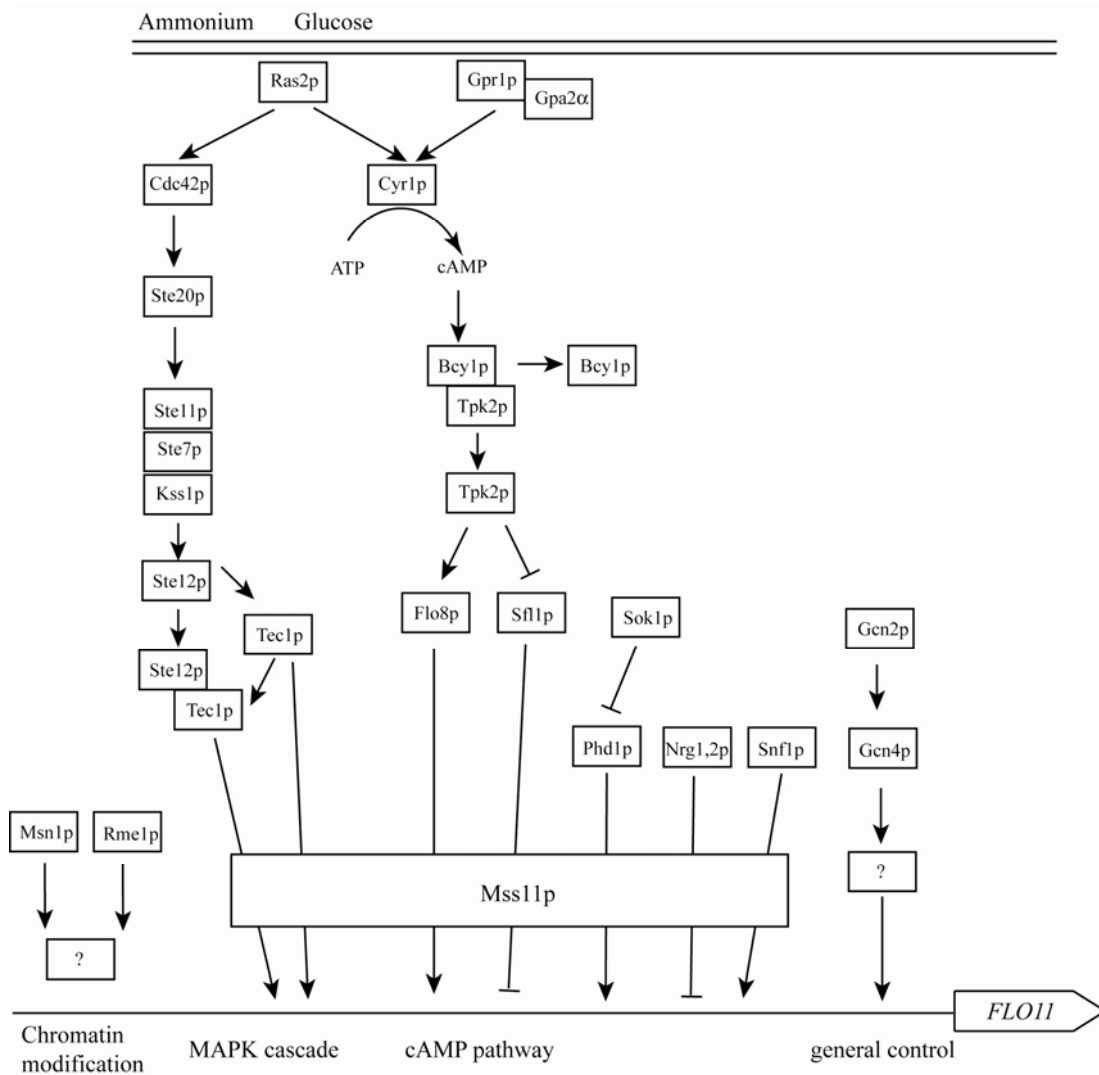 Ammonium Glucose
Ras2p
Gpr1p
Gpa2α
Cdc42p
Cyr1p
ATP
cAMP
Ste20p
Bcy1p
Bcy1p
Tpk2p
Ste11p
Ste7p
Kss1p
Tpk2p
Ste12p
Tec1p
Flo8p
Sfl1p
Sok1p
Gcn2p
Ste12p
Tec1p
Phd1p
Nrg1,2p
Snf1p
Gcn4p
Msn1p
Rme1p
Mss11p
?
?
FLO11
Chromatin
modification
MAPK cascade
cAMP pathway
general control